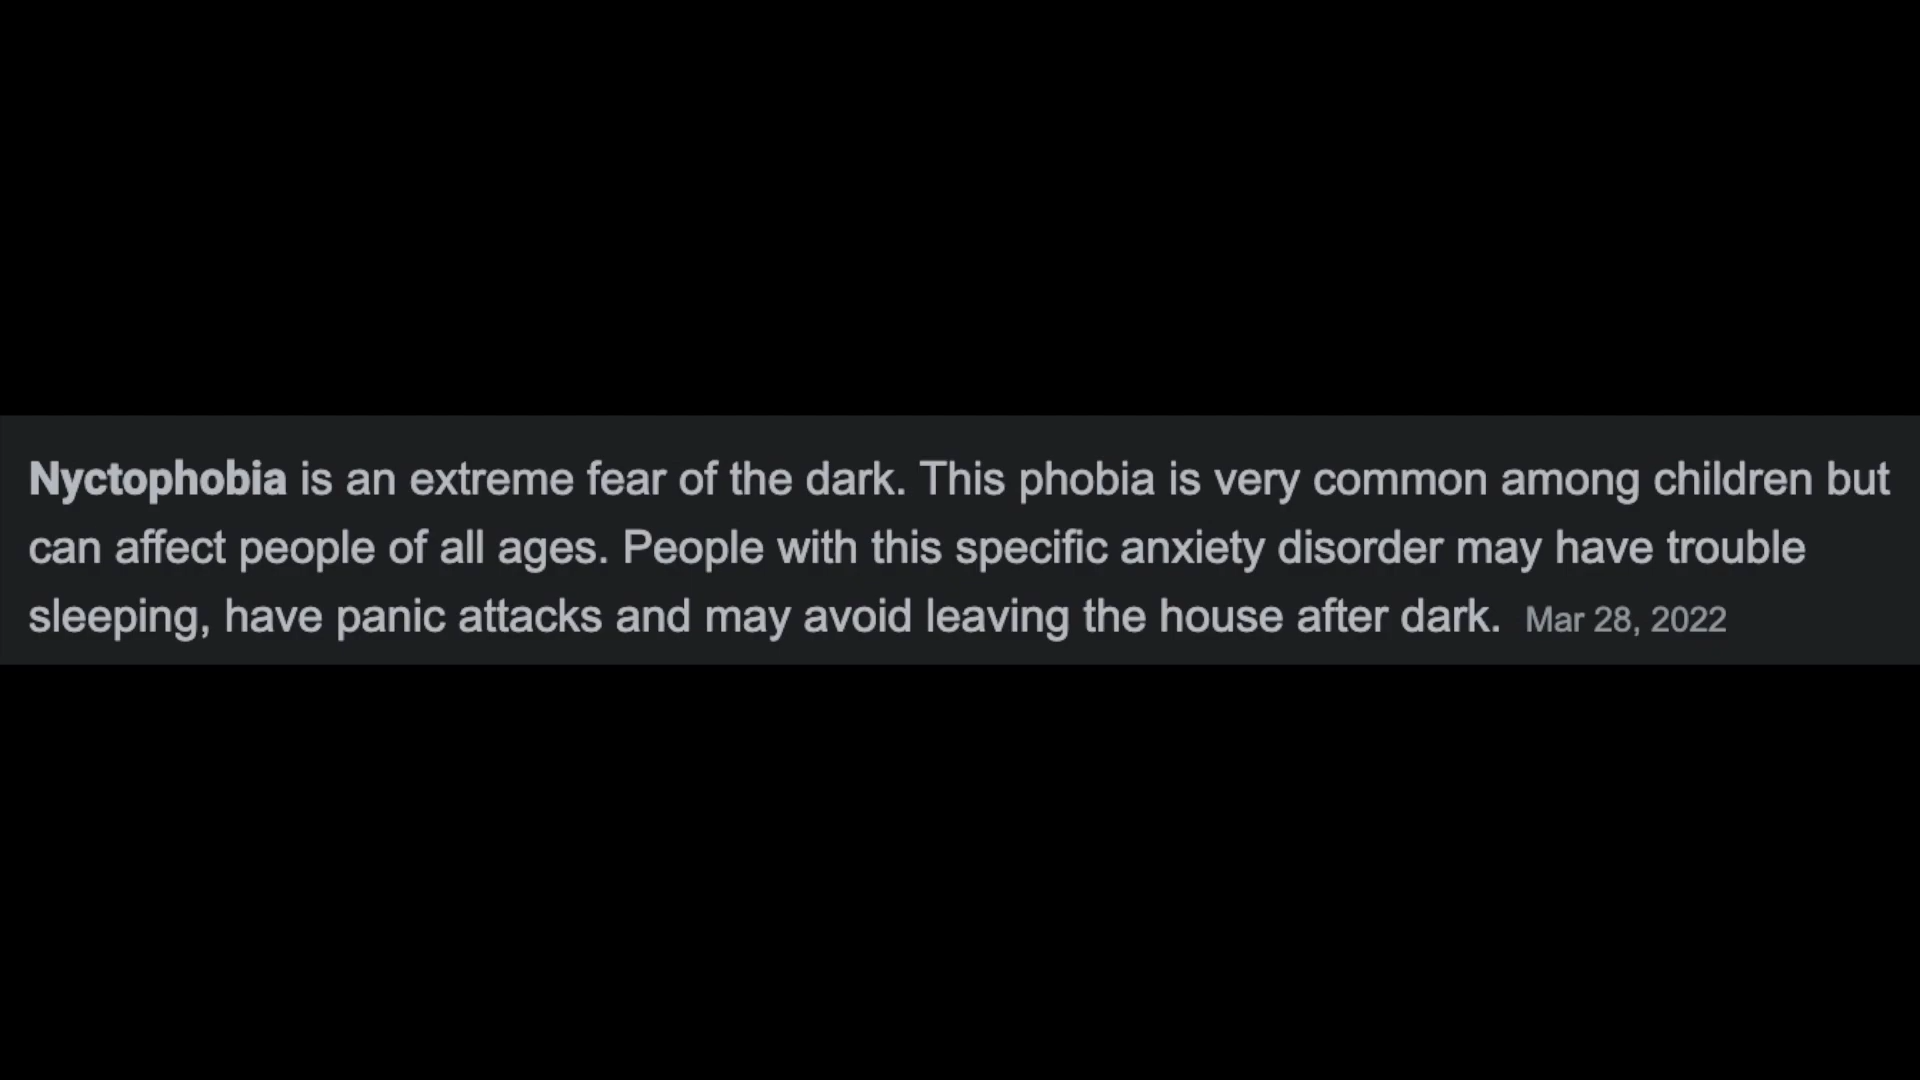 Nyctophobia is an extreme fear of the dark. This phobia is very common among children but
can affect people of all ages. People with this specific anxiety disorder may have trouble
sleeping, have panic attacks and may avoid leaving the house after dark. Mar 28, 2022